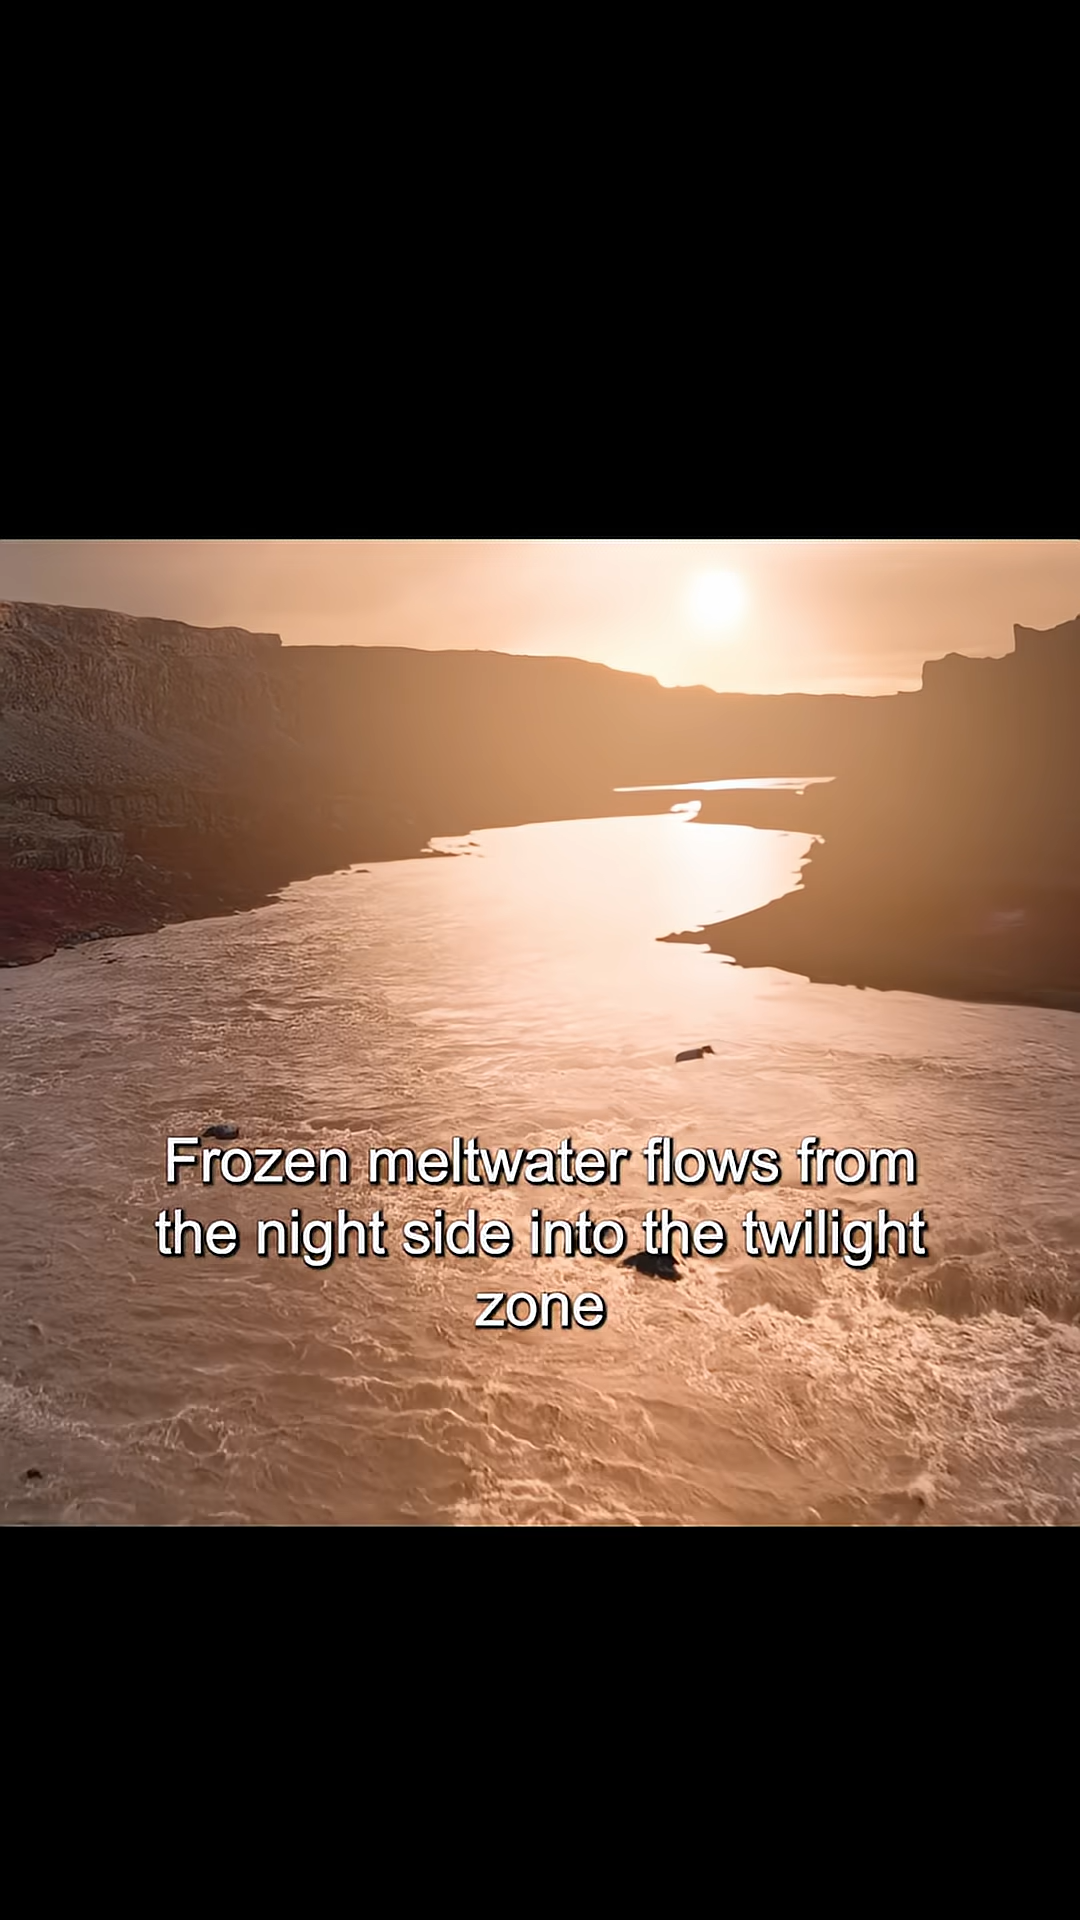 Frozen meltwater flows from
the night side into the twilight
zone